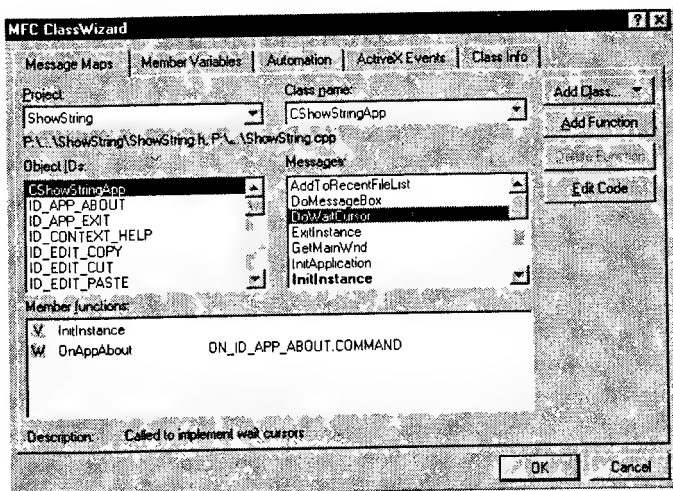 MFC ClassWizard
Message Maps
Member Variables
Automation
ActiveX Events
Class Info
Project
Class name:
ShowString
CShowStringApp
Add Class...
Add Function
P:\...\ShowString\ShowString.h, P:\...\ShowString.cpp
Delete Function
Object IDs:
Messages:
Edit Code
CShowStringApp
ID_APP_ABOUT
ID_APP_EXIT
ID_CONTEXT_HELP
ID_EDIT_COPY
ID_EDIT_CUT
ID_EDIT_PASTE
AddToRecentFileList
DoMessageBox
DoWaitCursor
ExitInstance
GetMainWnd
InitApplication
InitInstance
Member functions:
V InitInstance
W OnAppAbout ON_ID_APP_ABOUT:COMMAND
Description: Called to implement wait cursors
OK
Cancel